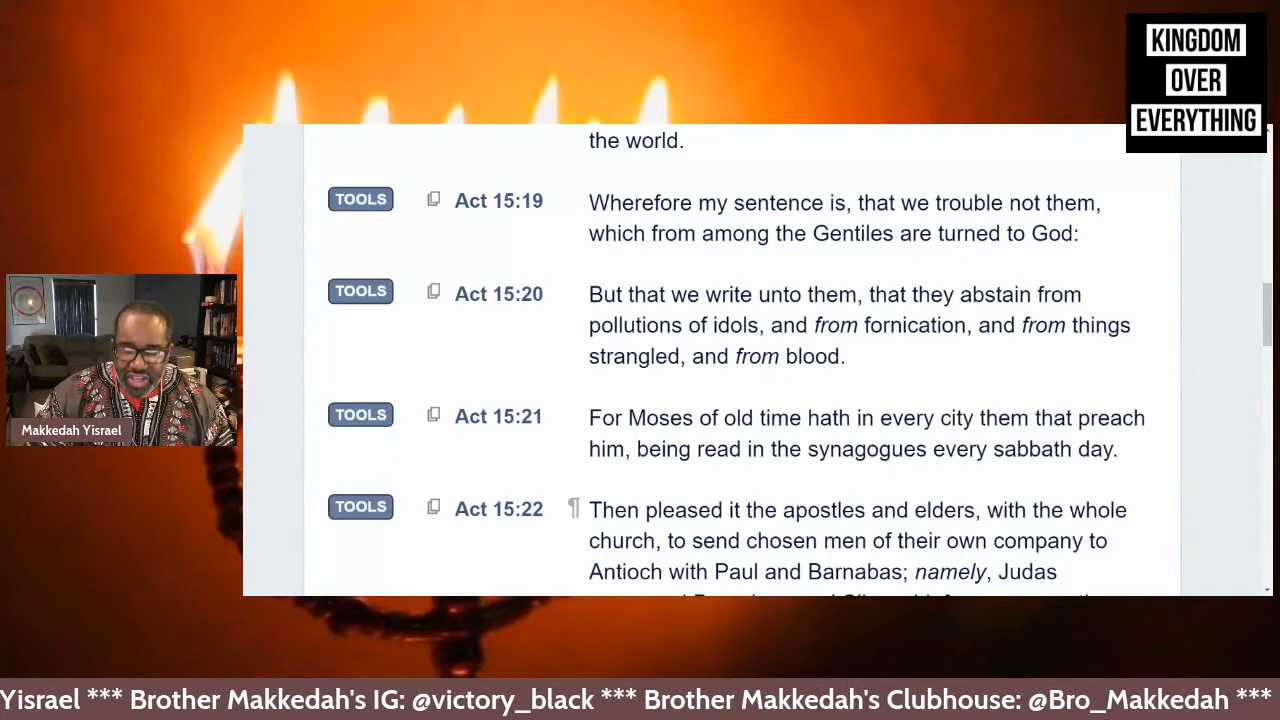 KINGDOM
OVER
EVERYTHING
the world.
TOOLS Act 15:19 Wherefore my sentence is, that we trouble not them,
which from among the Gentiles are turned to God:
TOOLS Act 15:20 But that we write unto them, that they abstain from
pollutions of idols, and from fornication, and from things
strangled, and from blood.
TOOLS Act 15:21 For Moses of old time hath in every city them that preach
him, being read in the synagogues every sabbath day.
TOOLS Act 15:22 ¶ Then pleased it the apostles and elders, with the whole
church, to send chosen men of their own company to
Antioch with Paul and Barnabas; namely, Judas
Makkedah Yisrael
Yisrael *** Brother Makkedah's IG: @victory_black *** Brother Makkedah's Clubhouse: @Bro_Makkedah ***